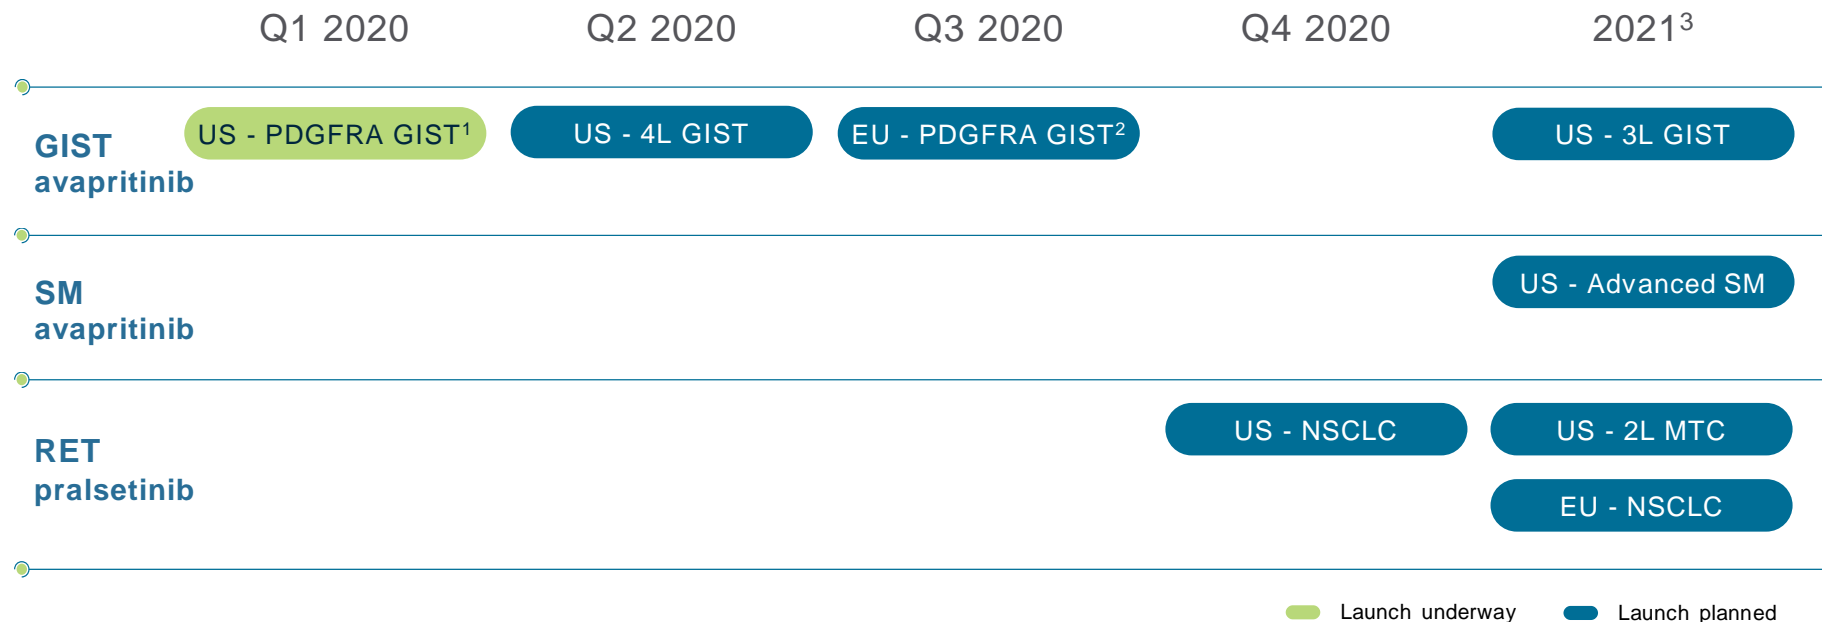 Q1 2020 Q2 2020 Q3 2020 Q4 2020 2021³
GIST
avapritinib
US - PDGFRA GIST¹ US - 4L GIST EU - PDGFRA GIST² US - 3L GIST
SM
avapritinib
US - Advanced SM
RET
pralsetinib
US - NSCLC US - 2L MTC
EU - NSCLC
Launch underway Launch planned